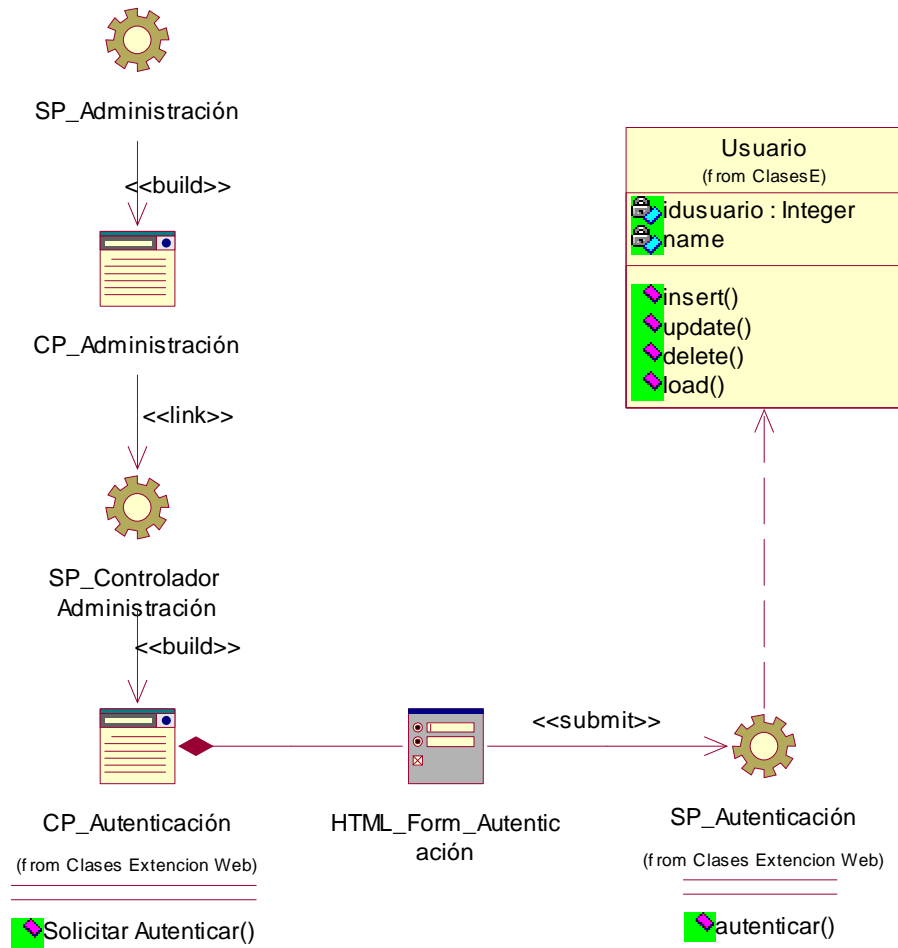 SP_Administración
<<build>>
CP_Administración
<<link>>
SP_Controlador
Administración
<<build>>
CP_Autenticación
(from Clases Extencion Web)
Solicitar Autenticar()
HTML_Form_Autentic
ación
<<submit>>
SP_Autenticación
(from Clases Extencion Web)
autenticar()
Usuario
(from ClasesE)
idusuario : Integer
name
insert()
update()
delete()
load()